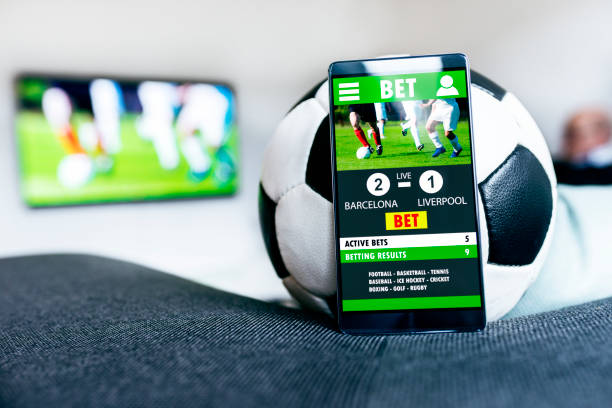 BET
2 LIVE 1
BARCELONA – LIVERPOOL
BET
ACTIVE BETS 5
BETTING RESULTS 9
FOOTBALL - BASKETBALL - TENNIS
BASEBALL - ICE HOCKEY - CRICKET
BOXING - GOLF - RUGBY